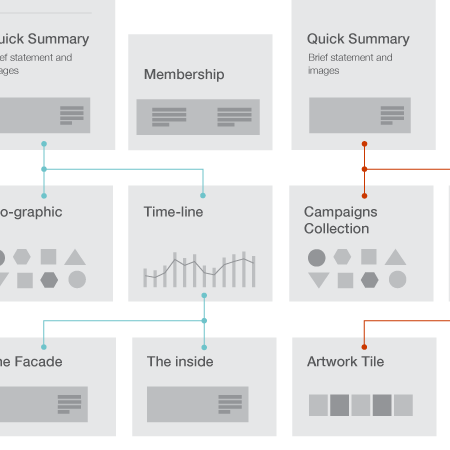 uick Summary
ef statement and
ages
Membership
Quick Summary
Brief statement and
images
o-graphic
Time-line
Campaigns
Collection
e Facade
The inside
Artwork Tile